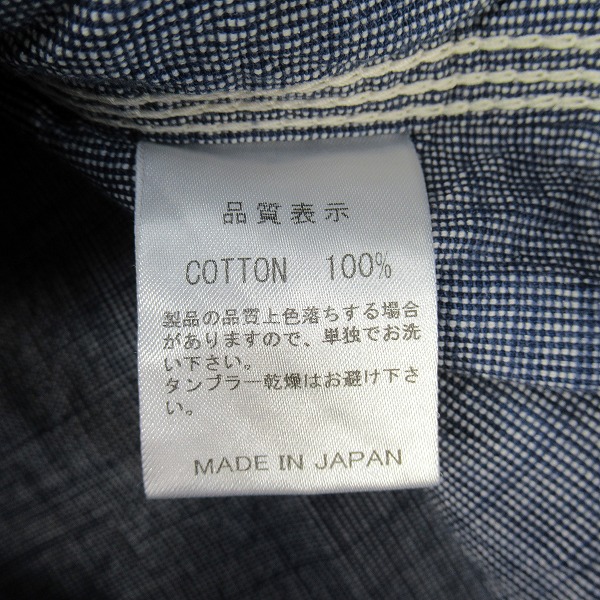 品質表示
COTTON 100%
製品の品質上色落ちする場合
がありますので、単独でお洗
い下さい。
タンブラー乾燥はお避け下さ
い。
MADE IN JAPAN